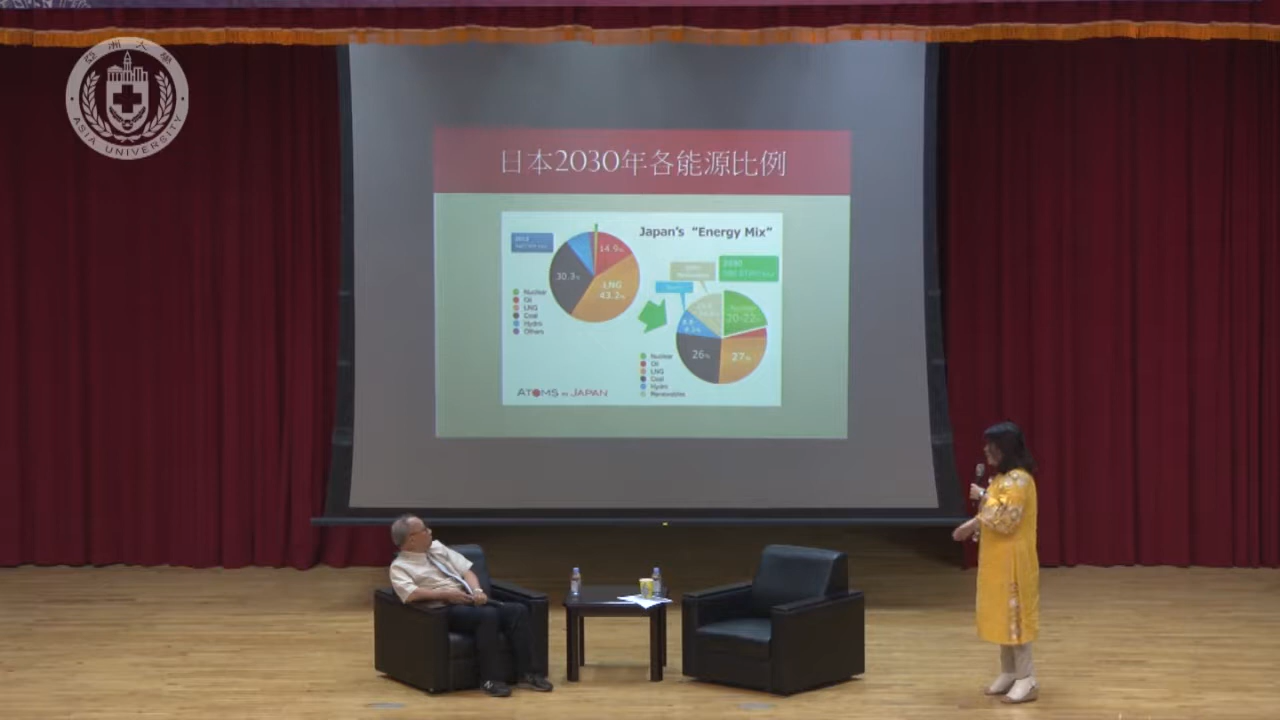 亞洲大學
ASIA UNIVERSITY
日本2030年各能源比例
Japan's "Energy Mix"
14.9%
30.3%
LNG
43.2%
Nuclear
Oil
LNG
Coal
Hydro
Others
2030
20-22%
26%
27%
Nuclear
Oil
LNG
Coal
Hydro
Renewables
ATOMS IN JAPAN